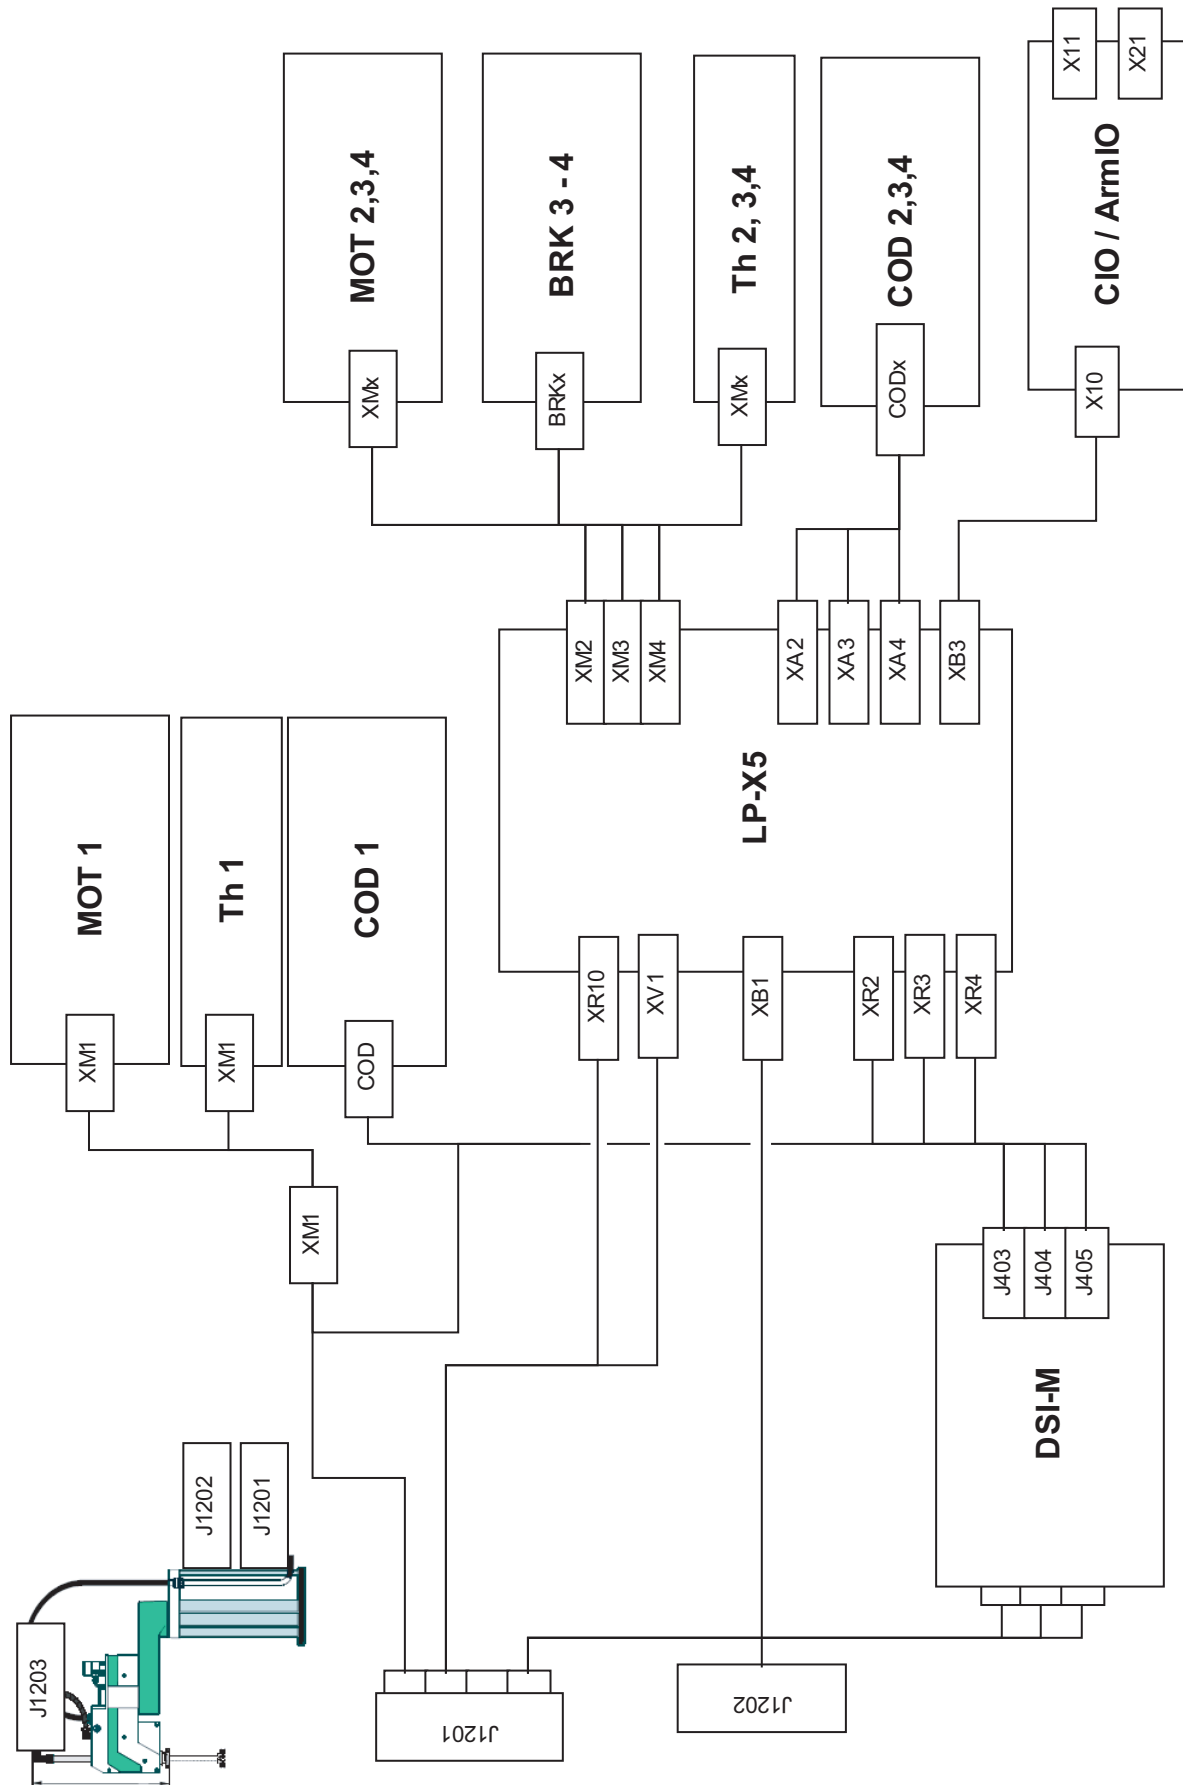 J1203
J1202
J1201
MOT 1
XM1
Th 1
XM1
COD 1
COD
XM1
MOT 2,3,4
XMx
BRK 3 - 4
BRKx
Th 2, 3,4
XMx
COD 2,3,4
CODx
CIO / ArmIO
X10
X11
X21
LP-X5
XR10
XV1
XB1
XR2
XR3
XR4
XM2
XM3
XM4
XA2
XA3
XA4
XB3
J1201
J1202
DSI-M
J403
J404
J405